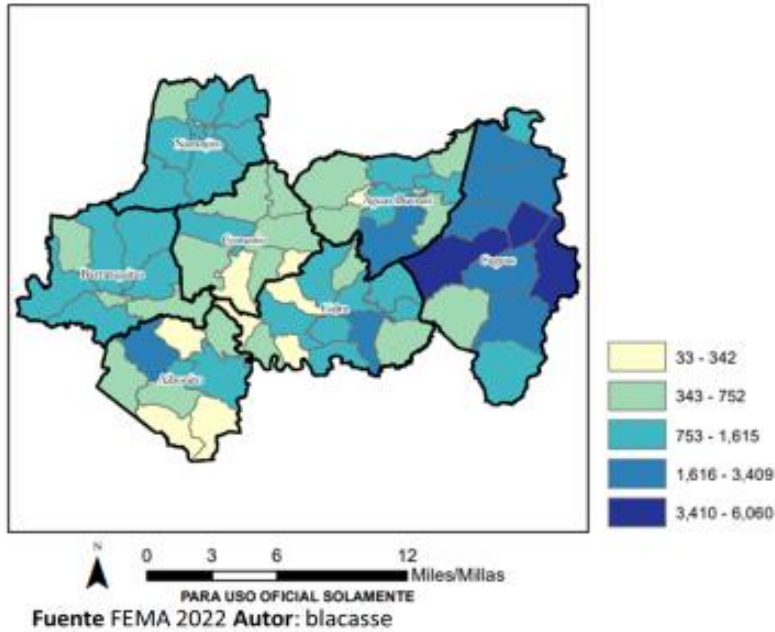 Naranjito
Aguas Buenas
Comerío
Caguas
Barranquitas
Cidra
Aibonito
33 - 342
343 - 752
753 - 1,615
1,616 - 3,409
3,410 - 6,060
N
0 3 6 12
Miles/Millas
PARA USO OFICIAL SOLAMENTE
Fuente FEMA 2022 Autor: blacasse